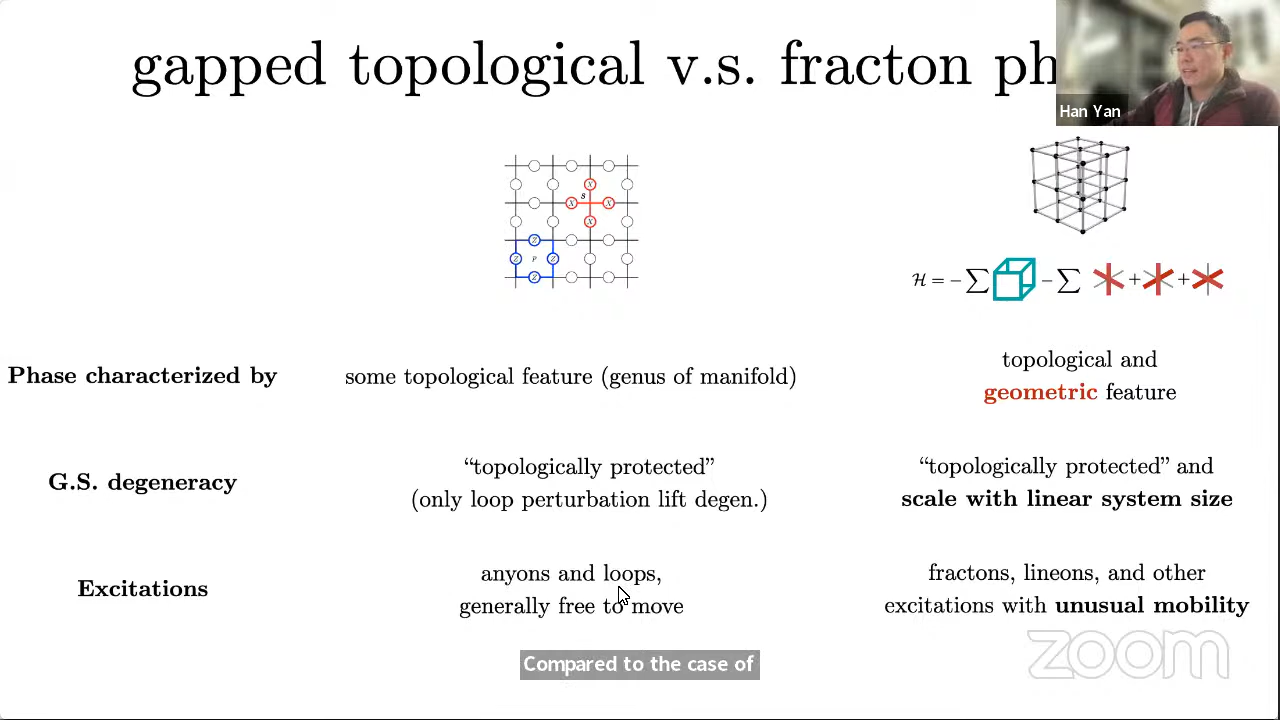 gapped topological v.s. fracton ph
Han Yan
X
X s X
X
Z
Z p Z
Z
ℋ = − ∑ − ∑ + +
Phase characterized by
some topological feature (genus of manifold)
topological and
geometric feature
G.S. degeneracy
“topologically protected”
(only loop perturbation lift degen.)
“topologically protected” and
scale with linear system size
Excitations
anyons and loops,
generally free to move
fractons, lineons, and other
excitations with unusual mobility
Compared to the case of
zoom